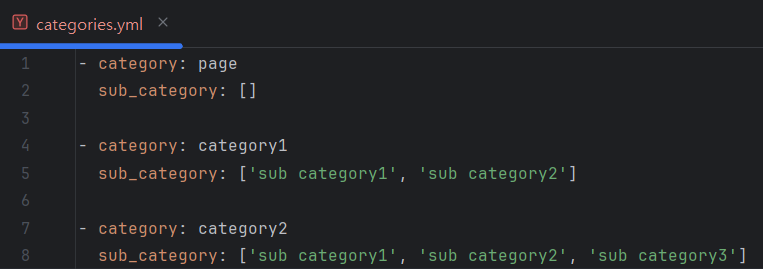 categories.yml
1 - category: page
2   sub_category: []
3
4 - category: category1
5   sub_category: ['sub category1', 'sub category2']
6
7 - category: category2
8   sub_category: ['sub category1', 'sub category2', 'sub category3']